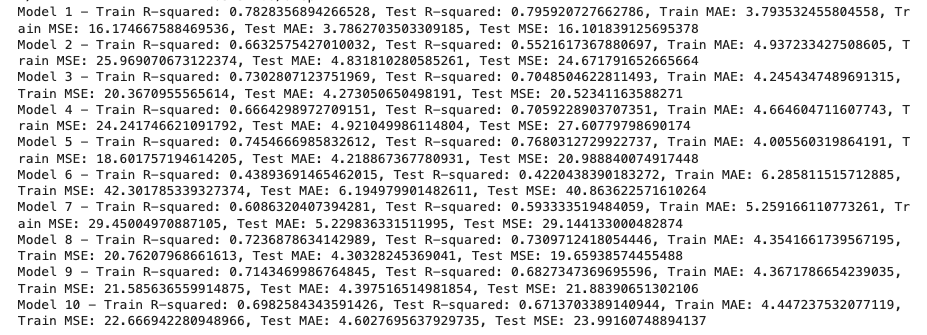 Model 1 - Train R-squared: 0.7828356894266528, Test R-squared: 0.795920727662786, Train MAE: 3.793532455804558, Tr
ain MSE: 16.174667588469536, Test MAE: 3.7862703503309185, Test MSE: 16.101839125695378
Model 2 - Train R-squared: 0.6632575427010032, Test R-squared: 0.5521617367880697, Train MAE: 4.937233427508605, T
rain MSE: 25.969070673122374, Test MAE: 4.831810280585261, Test MSE: 24.671791652665664
Model 3 - Train R-squared: 0.7302807123751969, Test R-squared: 0.7048504622811493, Train MAE: 4.2454347489691315,
Train MSE: 20.3670955565614, Test MAE: 4.273050650498191, Test MSE: 20.52341163588271
Model 4 - Train R-squared: 0.6664298972709151, Test R-squared: 0.7059228903707351, Train MAE: 4.664604711607743, T
rain MSE: 24.241746621091792, Test MAE: 4.921049986114804, Test MSE: 27.60779798690174
Model 5 - Train R-squared: 0.7454666985832612, Test R-squared: 0.7680312729922737, Train MAE: 4.005560319864191, T
rain MSE: 18.601757194614205, Test MAE: 4.218867367780931, Test MSE: 20.988840074917448
Model 6 - Train R-squared: 0.43893691465462015, Test R-squared: 0.4220438390183272, Train MAE: 6.285811515712885,
Train MSE: 42.301785339327374, Test MAE: 6.194979901482611, Test MSE: 40.863622571610264
Model 7 - Train R-squared: 0.6086320407394281, Test R-squared: 0.593333519484059, Train MAE: 5.259166110773261, Tr
ain MSE: 29.45004970887105, Test MAE: 5.229836331511995, Test MSE: 29.144133000482874
Model 8 - Train R-squared: 0.7236878634142989, Test R-squared: 0.7309712418054446, Train MAE: 4.3541661739567195,
Train MSE: 20.76207968661613, Test MAE: 4.30328245369041, Test MSE: 19.65938574455488
Model 9 - Train R-squared: 0.7143469986764845, Test R-squared: 0.6827347369695596, Train MAE: 4.3671786654239035,
Train MSE: 21.585636559914875, Test MAE: 4.397516514981854, Test MSE: 21.88390651302106
Model 10 - Train R-squared: 0.6982584343591426, Test R-squared: 0.6713703389140944, Train MAE: 4.447237532077119,
Train MSE: 22.666942280948966, Test MAE: 4.6027695637929735, Test MSE: 23.99160748894137